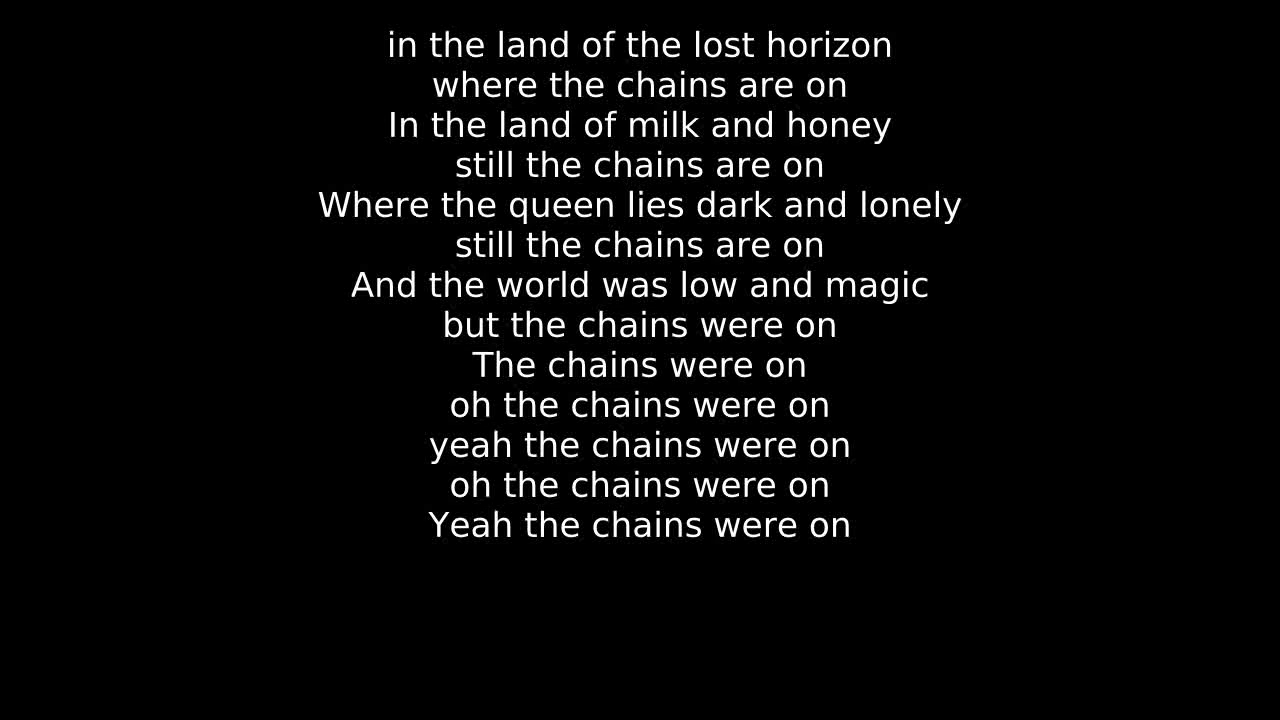 in the land of the lost horizon
where the chains are on
In the land of milk and honey
still the chains are on
Where the queen lies dark and lonely
still the chains are on
And the world was low and magic
but the chains were on
The chains were on
oh the chains were on
yeah the chains were on
oh the chains were on
Yeah the chains were on